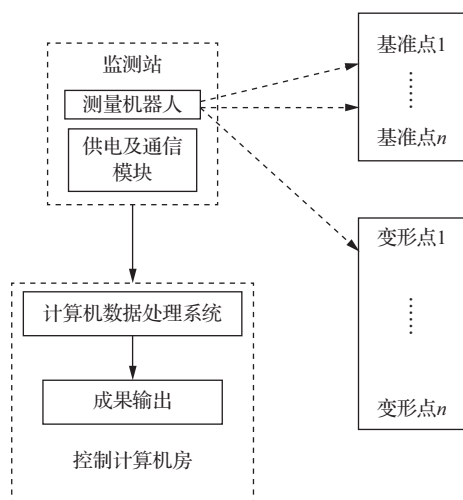 监测站
测量机器人
供电及通信
模块
计算机数据处理系统
成果输出
控制计算机房
基准点1
……
基准点n
变形点1
……
变形点n